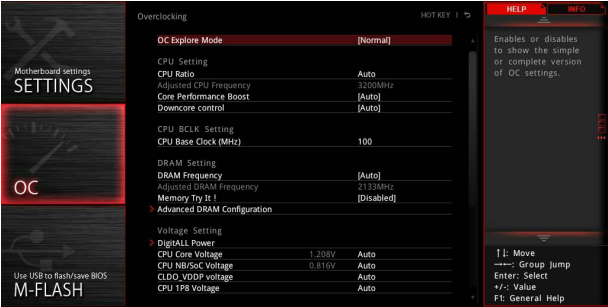 Overclocking
HOT KEY
HELP
INFO
OC Explore Mode [Normal]
CPU Setting
CPU Ratio Auto
Adjusted CPU Frequency 3200MHz
Core Performance Boost [Auto]
Downcore control [Auto]
CPU BCLK Setting
CPU Base Clock (MHz) 100
DRAM Setting
DRAM Frequency [Auto]
Adjusted DRAM Frequency 2133MHz
Memory Try It ! [Disabled]
Advanced DRAM Configuration
Voltage Setting
DigitALL Power
CPU Core Voltage 1.208V Auto
CPU NB/SoC Voltage 0.816V Auto
CLDO_VDDP voltage Auto
CPU 1P8 Voltage Auto
Motherboard settings
SETTINGS
OC
Use USB to flash/save BIOS
M-FLASH
Enables or disables
to show the simple
or complete version
of OC settings.
↑↓: Move
→←: Group Jump
Enter: Select
+/-: Value
F1: General Help